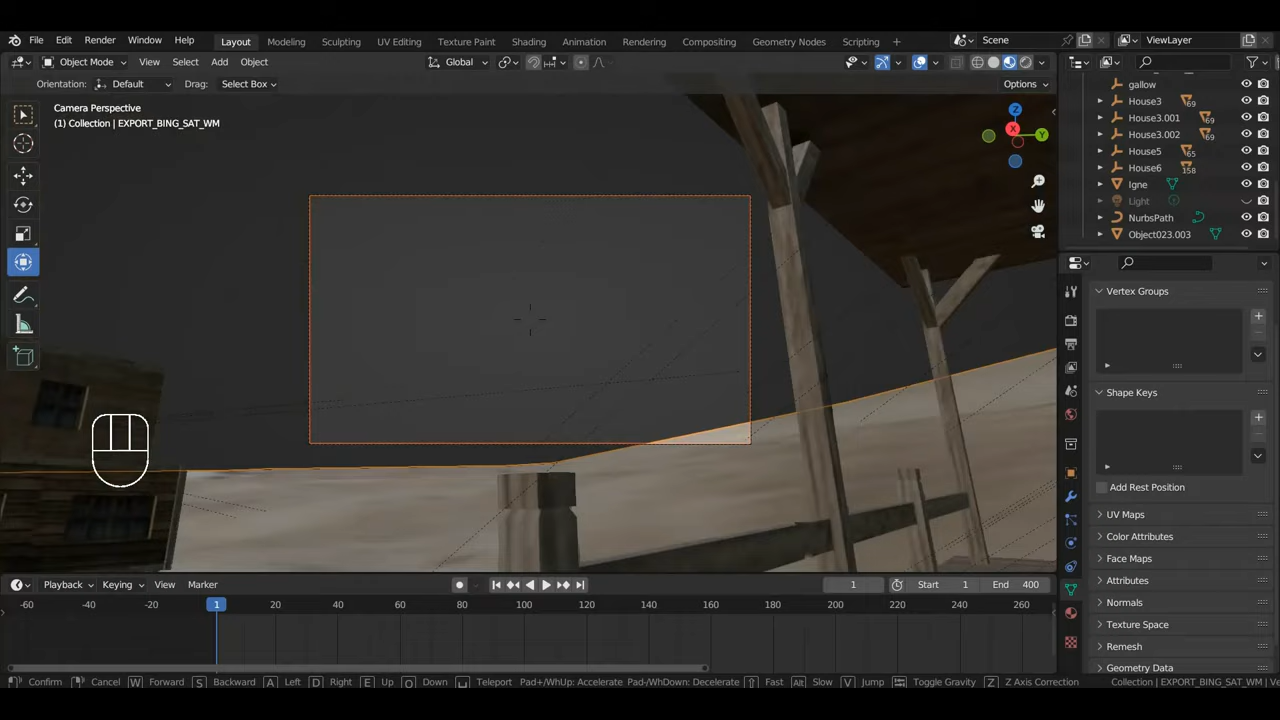 File Edit Render Window Help Layout Modeling Sculpting UV Editing Texture Paint Shading Animation Rendering Compositing Geometry Nodes Scripting + Scene ViewLayer
Object Mode View Select Add Object Global
Orientation: Default Drag: Select Box Options
Camera Perspective
(1) Collection | EXPORT_BING_SAT_WM
Z
X
Y
gallow
House3 69
House3.001 69
House3.002 69
House5 65
House6 158
Igne
Light
NurbsPath
Object023.003
Vertex Groups
Shape Keys
Add Rest Position
UV Maps
Color Attributes
Face Maps
Attributes
Normals
Texture Space
Remesh
Geometry Data
Playback Keying View Marker 1 Start 1 End 400
-60 -40 -20 1 20 40 60 80 100 120 140 160 180 200 220 240 260
Confirm Cancel W Forward S Backward A Left D Right E Up Q Down Teleport Pad+/WhUp: Accelerate Pad-/WhDown: Decelerate Fast Alt Slow V Jump Toggle Gravity Z Z Axis Correction Collection | EXPORT_BING_SAT_WM | Ve